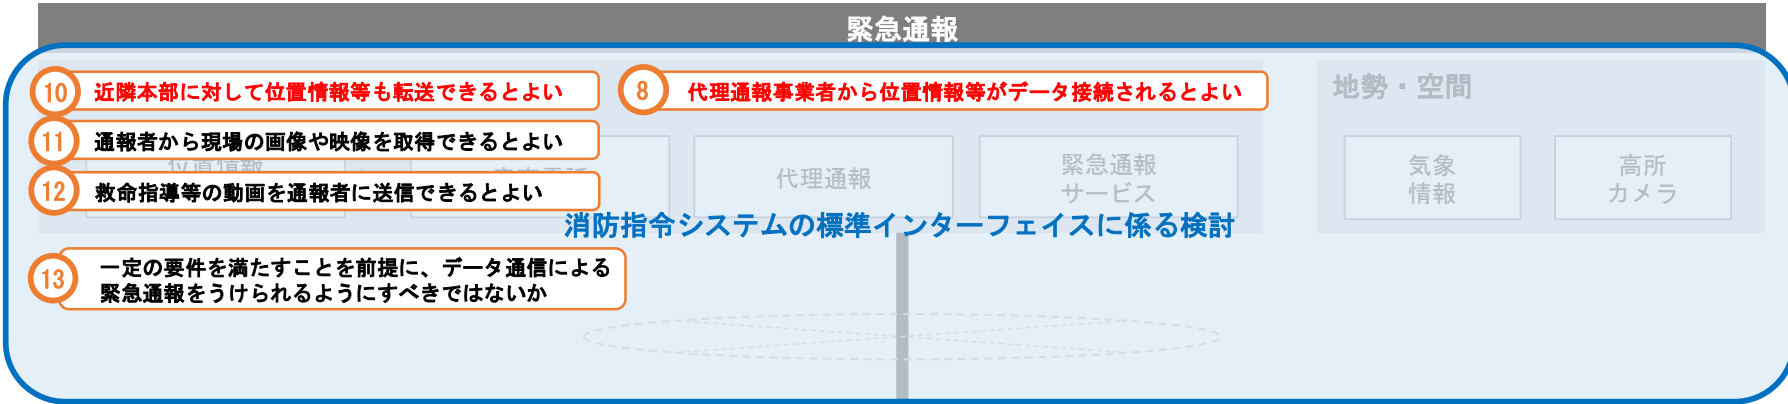 緊急通報
10 近隣本部に対して位置情報等も転送できるとよい
8 代理通報事業者から位置情報等がデータ接続されるとよい
地勢・空間
11 通報者から現場の画像や映像を取得できるとよい
位置情報
12 救命指導等の動画を通報者に送信できるとよい
代理通報
緊急通報
サービス
気象
情報
高所
カメラ
消防指令システムの標準インターフェイスに係る検討
13 一定の要件を満たすことを前提に、データ通信による
緊急通報をうけられるようにすべきではないか